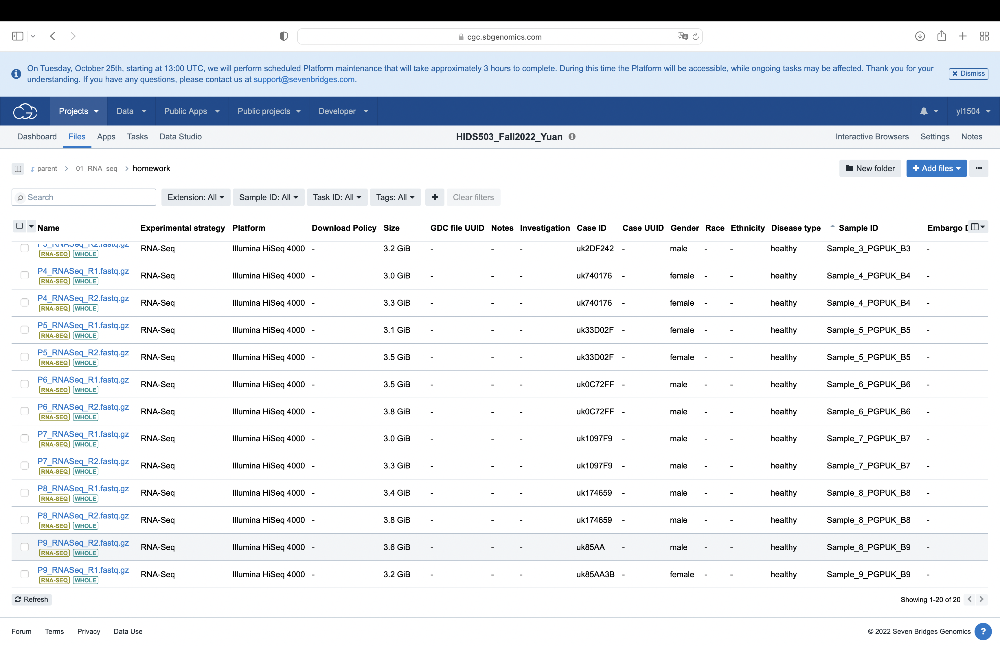 cgc.sbgenomics.com
On Tuesday, October 25th, starting at 13:00 UTC, we will perform scheduled Platform maintenance that will take approximately 3 hours to complete. During this time the Platform will be accessible, while ongoing tasks may be affected. Thank you for your
understanding. If you have any questions, please contact us at support@sevenbridges.com.
Dismiss
Projects Data Public Apps Public projects Developer yl1504
Dashboard Files Apps Tasks Data Studio HIDS503_Fall2022_Yuan Interactive Browsers Settings Notes
parent > 01_RNA_seq > homework New folder + Add files ...
Search Extension: All Sample ID: All Task ID: All Tags: All + Clear filters
Name Experimental strategy Platform Download Policy Size GDC file UUID Notes Investigation Case ID Case UUID Gender Race Ethnicity Disease type Sample ID Embargo
P3_RNASeq_R2.fastq.gz
RNA-Seq Illumina HiSeq 4000 - 3.2 GiB - - - uk2DF242 - male - - healthy Sample_3_PGPUK_B3 -
RNA-SEQ WHOLE
P4_RNASeq_R1.fastq.gz
RNA-Seq Illumina HiSeq 4000 - 3.0 GiB - - - uk740176 - female - - healthy Sample_4_PGPUK_B4 -
RNA-SEQ WHOLE
P4_RNASeq_R2.fastq.gz
RNA-Seq Illumina HiSeq 4000 - 3.3 GiB - - - uk740176 - female - - healthy Sample_4_PGPUK_B4 -
RNA-SEQ WHOLE
P5_RNASeq_R1.fastq.gz
RNA-Seq Illumina HiSeq 4000 - 3.1 GiB - - - uk33D02F - female - - healthy Sample_5_PGPUK_B5 -
RNA-SEQ WHOLE
P5_RNASeq_R2.fastq.gz
RNA-Seq Illumina HiSeq 4000 - 3.5 GiB - - - uk33D02F - female - - healthy Sample_5_PGPUK_B5 -
RNA-SEQ WHOLE
P6_RNASeq_R1.fastq.gz
RNA-Seq Illumina HiSeq 4000 - 3.5 GiB - - - uk0C72FF - male - - healthy Sample_6_PGPUK_B6 -
RNA-SEQ WHOLE
P6_RNASeq_R2.fastq.gz
RNA-Seq Illumina HiSeq 4000 - 3.8 GiB - - - uk0C72FF - male - - healthy Sample_6_PGPUK_B6 -
RNA-SEQ WHOLE
P7_RNASeq_R1.fastq.gz
RNA-Seq Illumina HiSeq 4000 - 3.0 GiB - - - uk1097F9 - male - - healthy Sample_7_PGPUK_B7 -
RNA-SEQ WHOLE
P7_RNASeq_R2.fastq.gz
RNA-Seq Illumina HiSeq 4000 - 3.3 GiB - - - uk1097F9 - male - - healthy Sample_7_PGPUK_B7 -
RNA-SEQ WHOLE
P8_RNASeq_R1.fastq.gz
RNA-Seq Illumina HiSeq 4000 - 3.4 GiB - - - uk174659 - male - - healthy Sample_8_PGPUK_B8 -
RNA-SEQ WHOLE
P8_RNASeq_R2.fastq.gz
RNA-Seq Illumina HiSeq 4000 - 3.8 GiB - - - uk174659 - male - - healthy Sample_8_PGPUK_B8 -
RNA-SEQ WHOLE
P9_RNASeq_R2.fastq.gz
RNA-Seq Illumina HiSeq 4000 - 3.6 GiB - - - uk85AA - male - - healthy Sample_8_PGPUK_B9 -
RNA-SEQ WHOLE
P9_RNASeq_R1.fastq.gz
RNA-Seq Illumina HiSeq 4000 - 3.2 GiB - - - uk85AA3B - female - - healthy Sample_9_PGPUK_B9 -
RNA-SEQ WHOLE
Refresh Showing 1-20 of 20
Forum Terms Privacy Data Use © 2022 Seven Bridges Genomics ?